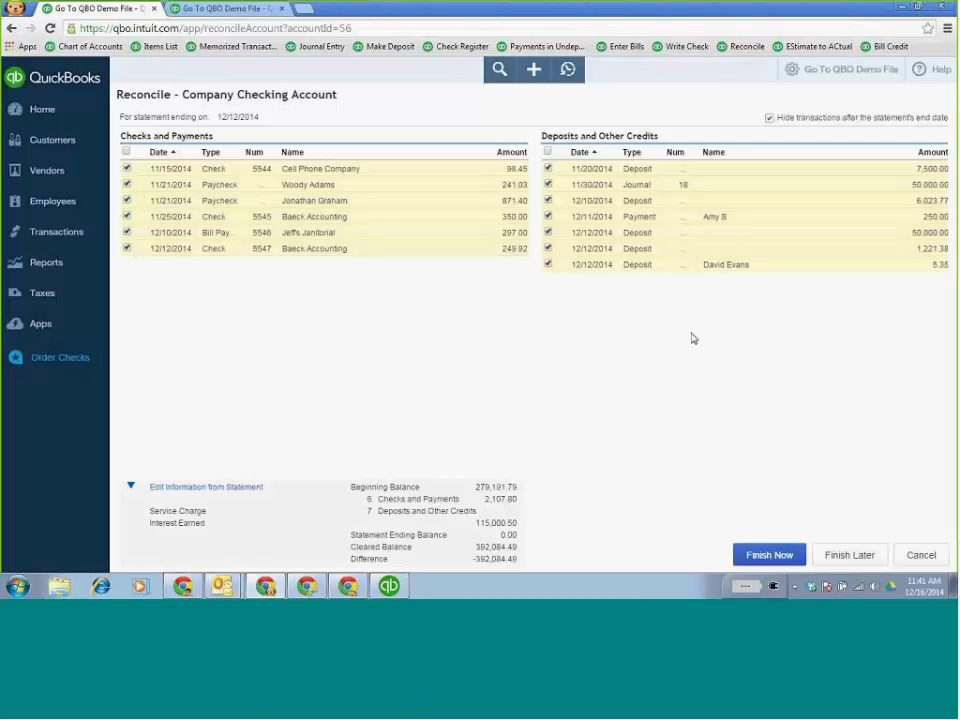 Go To QBO Demo File - Q × Go To QBO Demo File - Q ×
https://qbo.intuit.com/app/reconcileAccount?accountId=56
Apps Chart of Accounts Items List Memorized Transact... Journal Entry Make Deposit Check Register Payments in Undep... Enter Bills Write Check Reconcile EStimate to ACtual Bill Credit
qb QuickBooks
Go To QBO Demo File ? Help
Home
Customers
Vendors
Employees
Transactions
Reports
Taxes
Apps
Order Checks
Reconcile - Company Checking Account
For statement ending on: 12/12/2014
Hide transactions after the statement's end date
Checks and Payments
Date Type Num Name Amount
11/15/2014 Check 5544 Cell Phone Company 98.45
11/21/2014 Paycheck ... Woody Adams 241.03
11/21/2014 Paycheck ... Jonathan Graham 871.40
11/25/2014 Check 5545 Baeck Accounting 350.00
12/10/2014 Bill Pay... 5546 Jeffs Janitorial 297.00
12/12/2014 Check 5547 Baeck Accounting 249.92
Deposits and Other Credits
Date Type Num Name Amount
11/20/2014 Deposit ... 7,500.00
11/30/2014 Journal 18 50,000.00
12/10/2014 Deposit ... 6,023.77
12/11/2014 Payment ... Amy S 250.00
12/12/2014 Deposit ... 50,000.00
12/12/2014 Deposit ... 1,221.38
12/12/2014 Deposit ... David Evans 5.35
Edit Information from Statement
Service Charge
Interest Earned
Beginning Balance 279,191.79
6 Checks and Payments 2,107.80
7 Deposits and Other Credits
115,000.50
Statement Ending Balance 0.00
Cleared Balance 392,084.49
Difference -392,084.49
Finish Now Finish Later Cancel
11:41 AM
12/16/2014